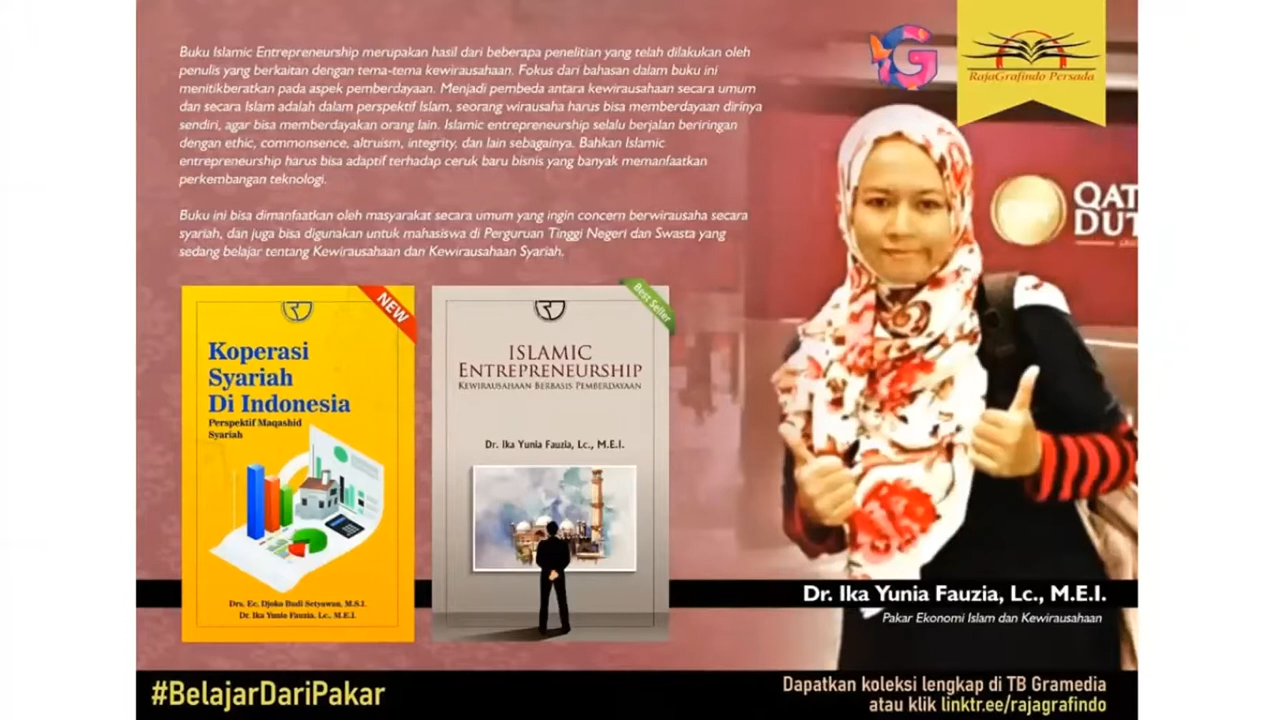 Buku Islamic Entrepreneurship merupakan hasil dari beberapa penelitian yang telah dilakukan oleh
penulis yang berkaitan dengan tema-tema kewirausahaan. Fokus dari bahasan dalam buku ini
menitikberatkan pada aspek pemberdayaan. Menjadi pembeda antara kewirausahaan secara umum
dan secara Islam adalah dalam perspektif Islam, seorang wirausaha harus bisa memberdayaan dirinya
sendiri, agar bisa memberdayakan orang lain. Islamic entrepreneurship selalu berjalan beriringan
dengan ethic, commonsence, altruism, integrity, dan lain sebagainya. Bahkan Islamic
entrepreneurship harus bisa adaptif terhadap ceruk baru bisnis yang banyak memanfaatkan
perkembangan teknologi.
Buku ini bisa dimanfaatkan oleh masyarakat secara umum yang ingin concern berwirausaha secara
syariah, dan juga bisa digunakan untuk mahasiswa di Perguruan Tinggi Negeri dan Swasta yang
sedang belajar tentang Kewirausahaan dan Kewirausahaan Syariah.
G
RajaGrafindo Persada
QAT
DUT
NEW
Koperasi
Syariah
Di Indonesia
Perspektif Maqashid
Syariah
Drs. Ec. Djoko Budi Setyawan, M.S.I.
Dr. Ika Yunia Fauzia, Lc., M.E.I.
Best Seller
ISLAMIC
ENTREPRENEURSHIP
KEWIRAUSAHAAN BERBASIS PEMBERDAYAAN
Dr. Ika Yunia Fauzia, Lc., M.E.I.
Dr. Ika Yunia Fauzia, Lc., M.E.I.
Pakar Ekonomi Islam dan Kewirausahaan
#BelajarDariPakar
Dapatkan koleksi lengkap di TB Gramedia
atau klik linktr.ee/rajagrafindo